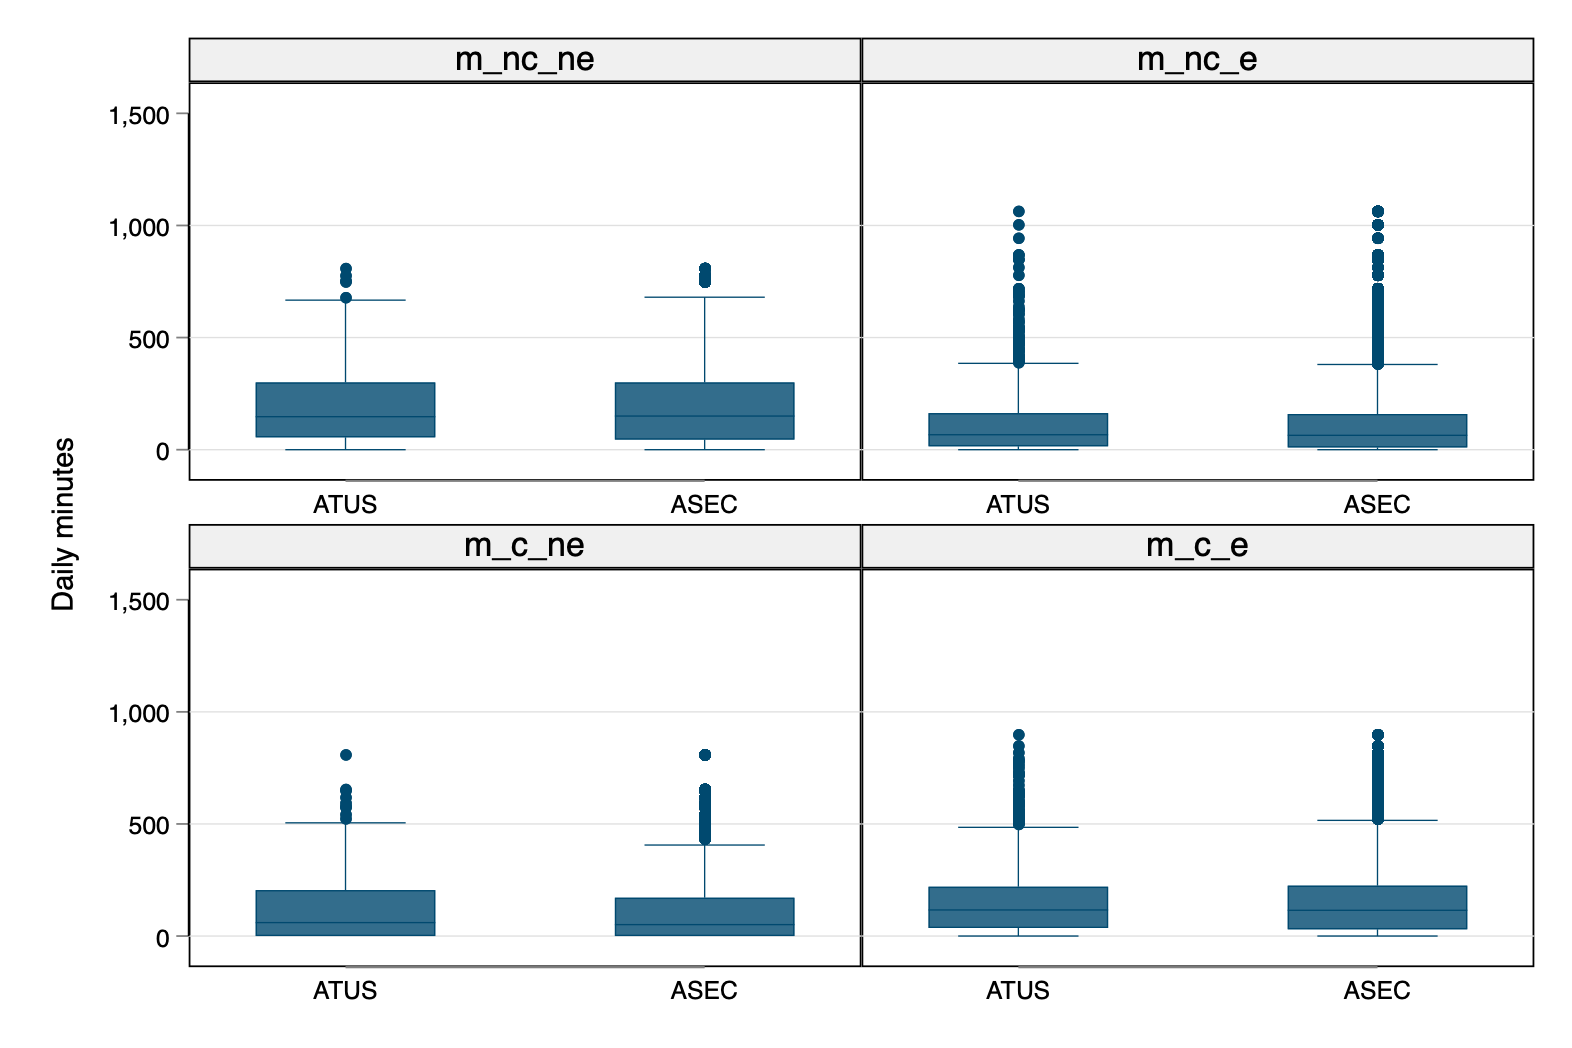 m_nc_ne
m_nc_e
1,500
1,000
500
0
ATUS
ASEC
ATUS
ASEC
Daily minutes
m_c_ne
m_c_e
1,500
1,000
500
0
ATUS
ASEC
ATUS
ASEC